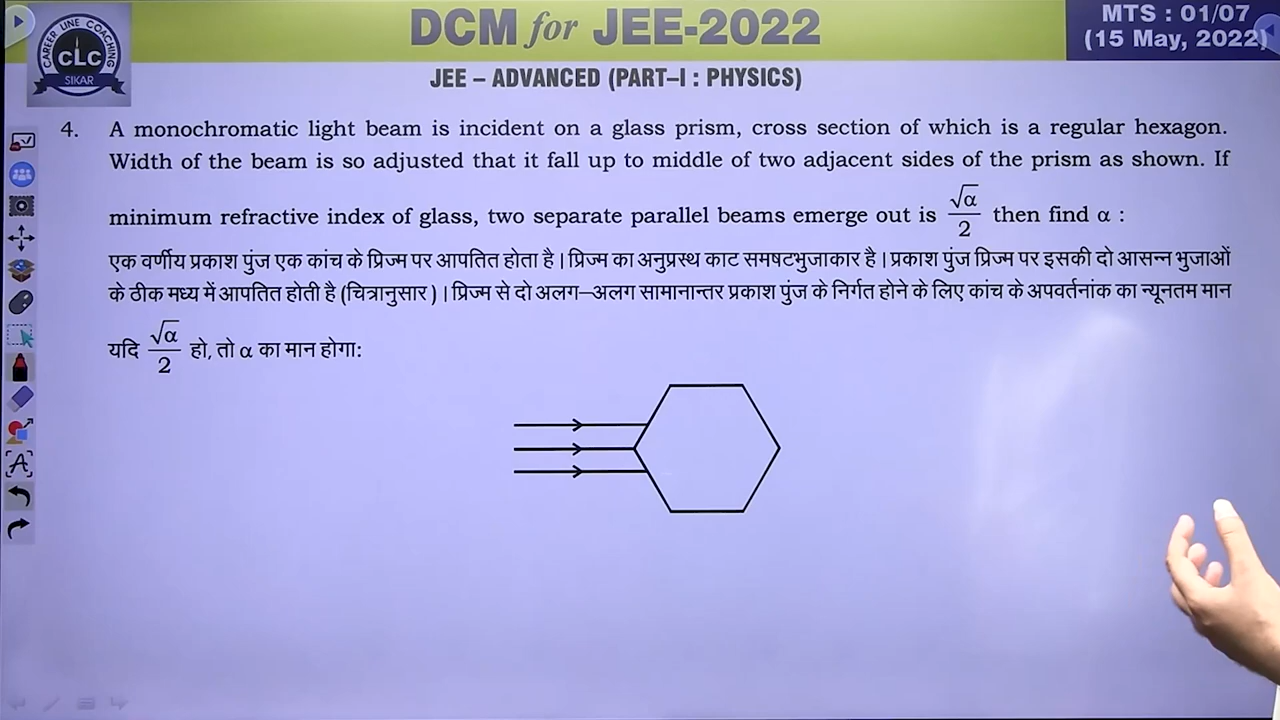 DCM for JEE-2022
MTS : 01/07
(15 May, 2022)
CAREER LINE COACHING
CLC
SIKAR
JEE – ADVANCED (PART–I : PHYSICS)
4. A monochromatic light beam is incident on a glass prism, cross section of which is a regular hexagon.
Width of the beam is so adjusted that it fall up to middle of two adjacent sides of the prism as shown. If
minimum refractive index of glass, two separate parallel beams emerge out is √α/2 then find α :
एक वर्णीय प्रकाश पुंज एक कांच के प्रिज्म पर आपतित होता है। प्रिज्म का अनुप्रस्थ काट समषटभुजाकार है। प्रकाश पुंज प्रिज्म पर इसकी दो आसन्न भुजाओं
के ठीक मध्य में आपतित होती है (चित्रानुसार )। प्रिज्म से दो अलग–अलग सामानान्तर प्रकाश पुंज के निर्गत होने के लिए कांच के अपवर्तनांक का न्यूनतम मान
यदि √α/2 हो, तो α का मान होगा: